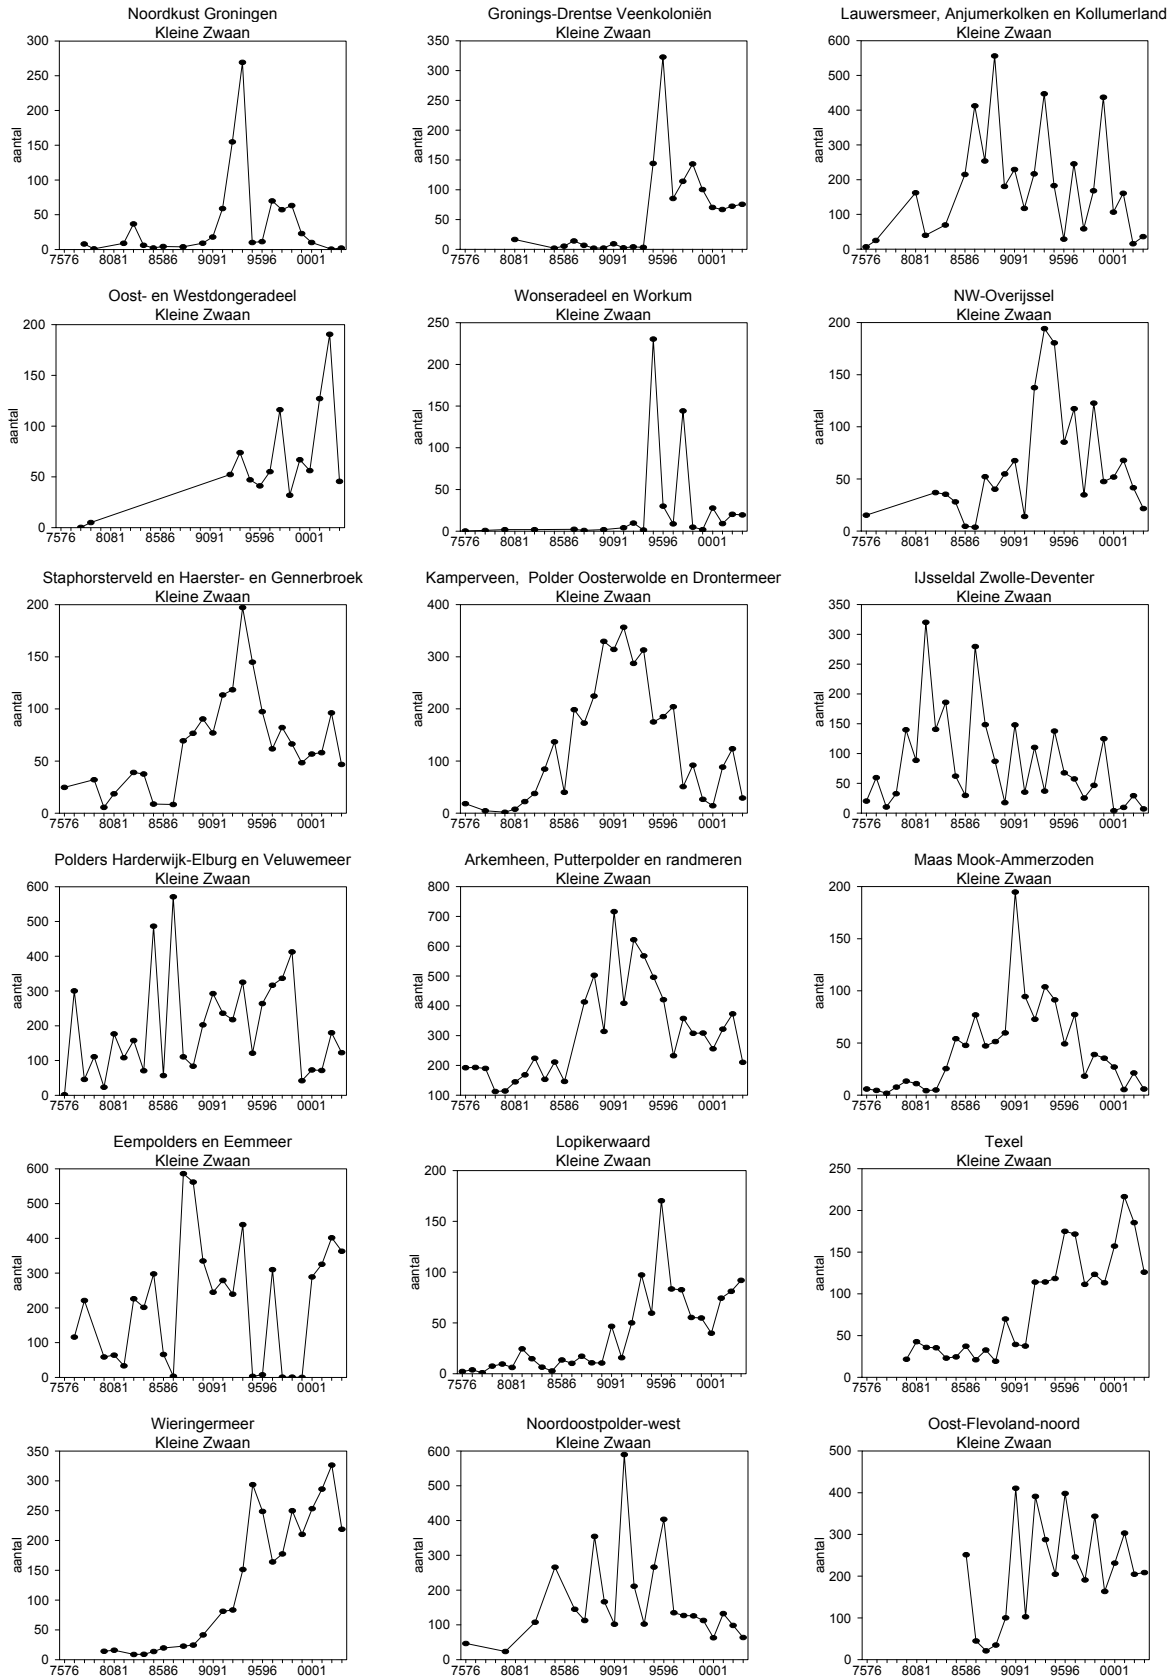 Noordkust Groningen
Kleine Zwaan
300
250
200
150
100
50
0
aantal
7576 8081 8586 9091 9596 0001
Gronings-Drentse Veenkoloniën
Kleine Zwaan
350
300
250
200
150
100
50
0
aantal
7576 8081 8586 9091 9596 0001
Lauwersmeer, Anjumerkolken en Kollumerland
Kleine Zwaan
600
500
400
300
200
100
0
aantal
7576 8081 8586 9091 9596 0001
Oost- en Westdongeradeel
Kleine Zwaan
200
150
100
50
0
aantal
7576 8081 8586 9091 9596 0001
Wonseradeel en Workum
Kleine Zwaan
250
200
150
100
50
0
aantal
7576 8081 8586 9091 9596 0001
NW-Overijssel
Kleine Zwaan
200
150
100
50
0
aantal
7576 8081 8586 9091 9596 0001
Staphorsterveld en Haerster- en Gennerbroek
Kleine Zwaan
200
150
100
50
0
aantal
7576 8081 8586 9091 9596 0001
Kamperveen, Polder Oosterwolde en Drontermeer
Kleine Zwaan
400
300
200
100
0
aantal
7576 8081 8586 9091 9596 0001
IJsseldal Zwolle-Deventer
Kleine Zwaan
350
300
250
200
150
100
50
0
aantal
7576 8081 8586 9091 9596 0001
Polders Harderwijk-Elburg en Veluwemeer
Kleine Zwaan
600
500
400
300
200
100
0
aantal
7576 8081 8586 9091 9596 0001
Arkemheen, Putterpolder en randmeren
Kleine Zwaan
800
700
600
500
400
300
200
100
aantal
7576 8081 8586 9091 9596 0001
Maas Mook-Ammerzoden
Kleine Zwaan
200
150
100
50
0
aantal
7576 8081 8586 9091 9596 0001
Eempolders en Eemmeer
Kleine Zwaan
600
500
400
300
200
100
0
aantal
7576 8081 8586 9091 9596 0001
Lopikerwaard
Kleine Zwaan
200
150
100
50
0
aantal
7576 8081 8586 9091 9596 0001
Texel
Kleine Zwaan
250
200
150
100
50
0
aantal
7576 8081 8586 9091 9596 0001
Wieringermeer
Kleine Zwaan
350
300
250
200
150
100
50
0
aantal
7576 8081 8586 9091 9596 0001
Noordoostpolder-west
Kleine Zwaan
600
500
400
300
200
100
0
aantal
7576 8081 8586 9091 9596 0001
Oost-Flevoland-noord
Kleine Zwaan
500
400
300
200
100
0
aantal
7576 8081 8586 9091 9596 0001